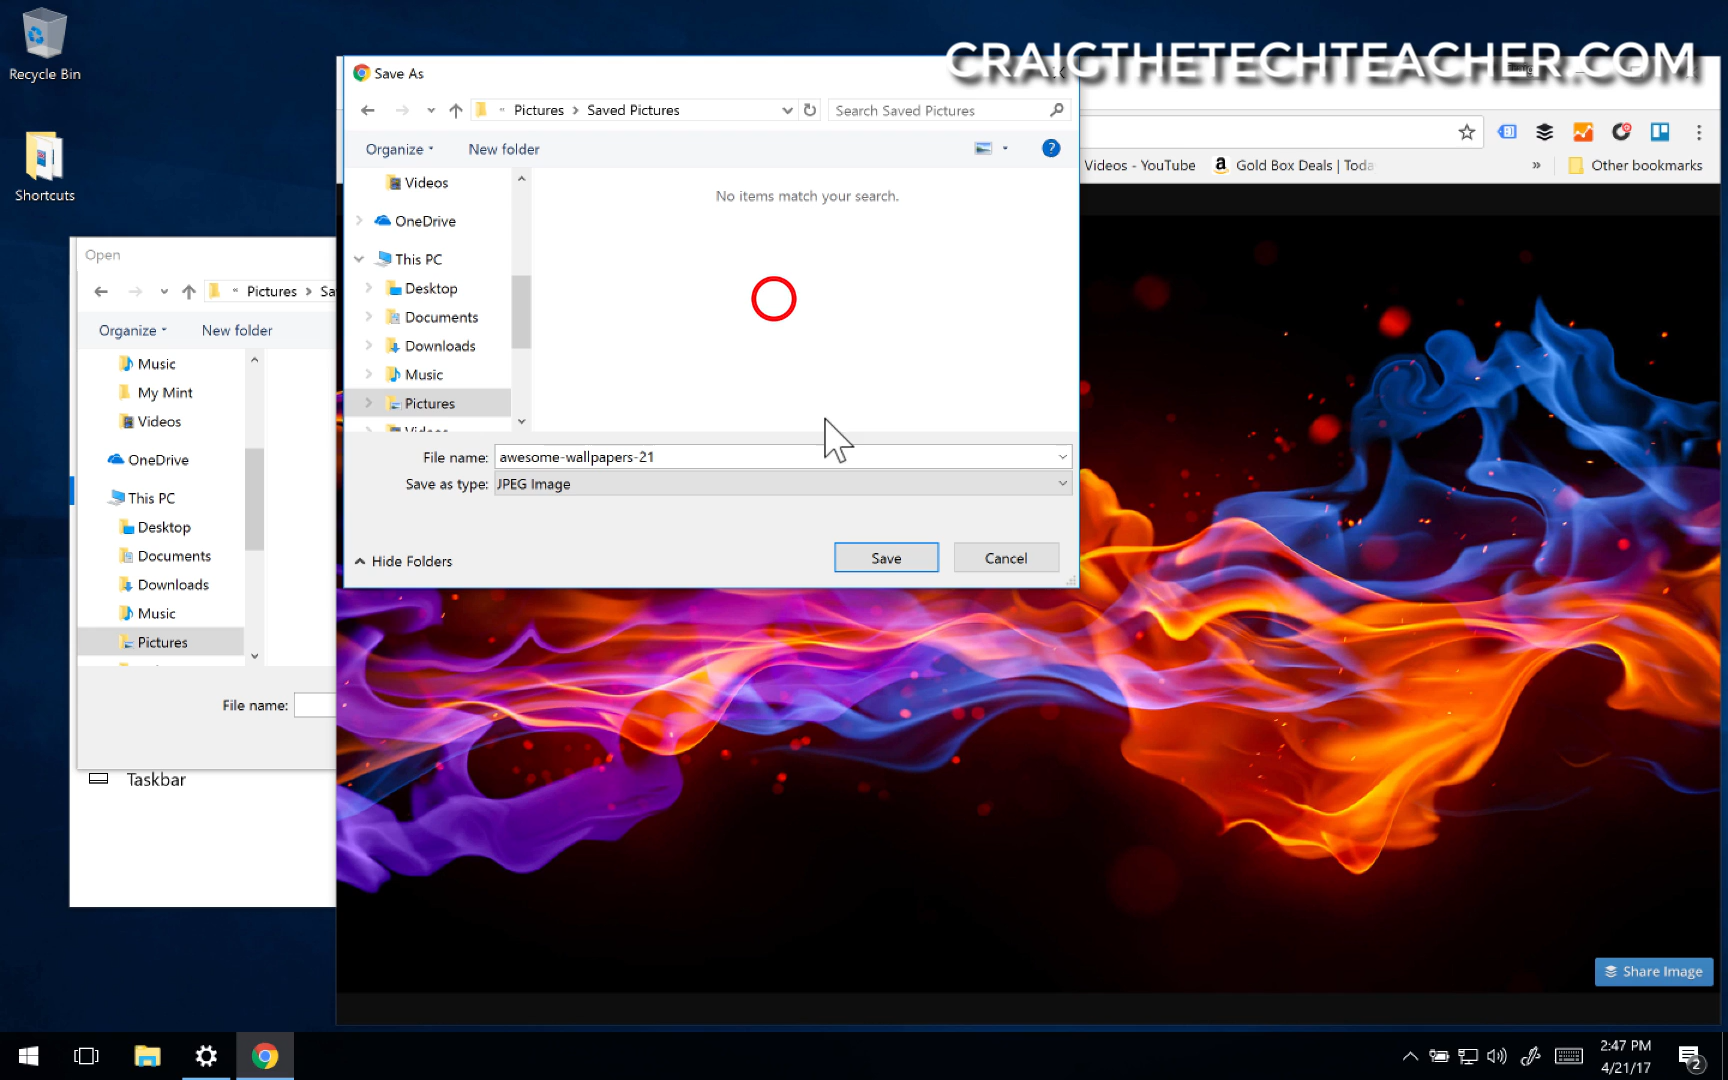 CRAIGTHETECHTEACHER.COM
Recycle Bin
Shortcuts
Save As
« Pictures > Saved Pictures
Search Saved Pictures
Organize
New folder
?
Videos
OneDrive
This PC
Desktop
Documents
Downloads
Music
Pictures
Videos
No items match your search.
File name: awesome-wallpapers-21
Save as type: JPEG Image
Hide Folders
Save
Cancel
Videos - YouTube
a Gold Box Deals | Toda
» Other bookmarks
Open
« Pictures > Sa
Organize
New folder
Music
My Mint
Videos
OneDrive
This PC
Desktop
Documents
Downloads
Music
Pictures
File name:
Taskbar
Share Image
2:47 PM
4/21/17
2